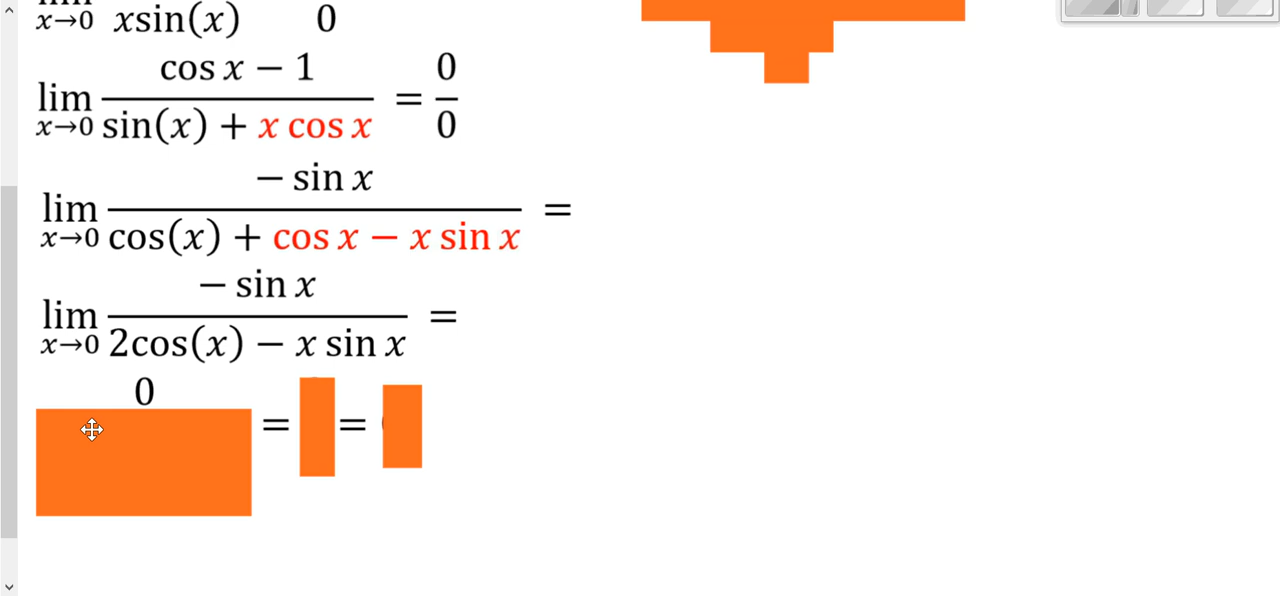 x→0 xsin(x) 0
lim x→0 cos x − 1 / sin(x) + x cos x = 0/0
lim x→0 − sin x / cos(x) + cos x − x sin x =
lim x→0 − sin x / 2cos(x) − x sin x =
0
= =